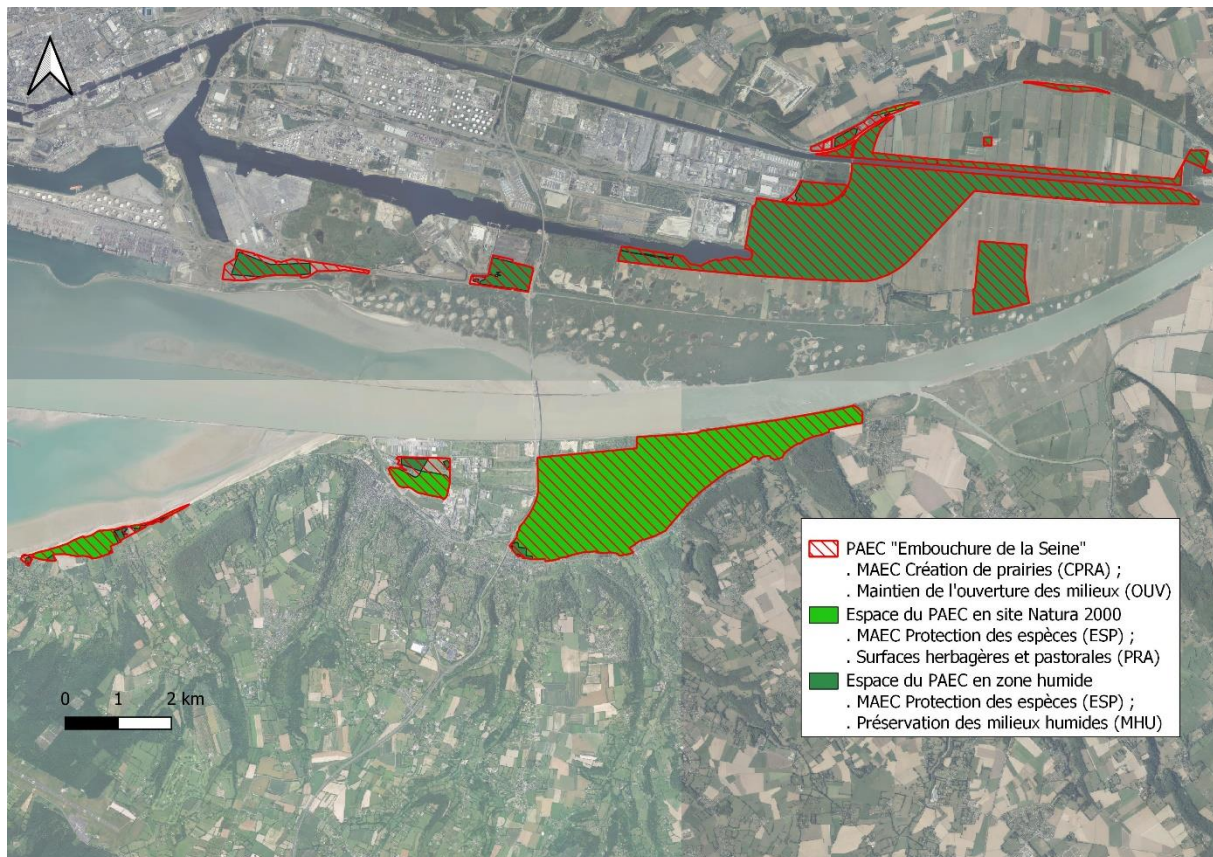 PAEC "Embouchure de la Seine"
. MAEC Création de prairies (CPRA) ;
. Maintien de l'ouverture des milieux (OUV)
Espace du PAEC en site Natura 2000
. MAEC Protection des espèces (ESP) ;
. Surfaces herbagères et pastorales (PRA)
Espace du PAEC en zone humide
. MAEC Protection des espèces (ESP) ;
. Préservation des milieux humides (MHU)
0 1 2 km